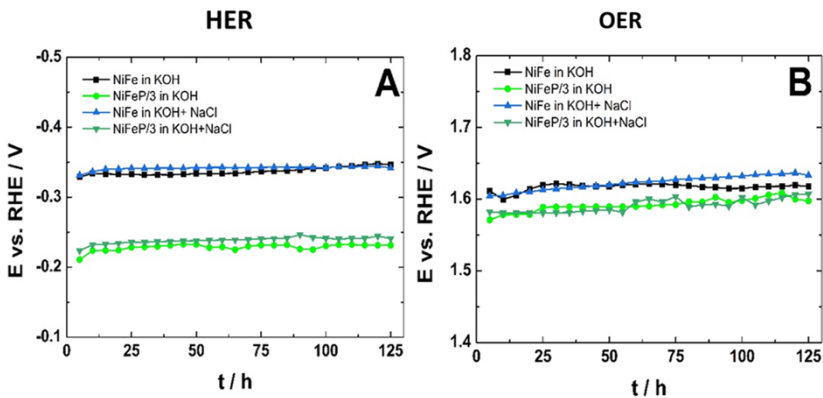 HER
OER
-0.5
-0.4
-0.3
-0.2
-0.1
E vs. RHE / V
NiFe in KOH
NiFeP/3 in KOH
NiFe in KOH+ NaCl
NiFeP/3 in KOH+NaCl
A
0
25
50
75
100
125
t / h
1.8
1.7
1.6
1.5
1.4
E vs. RHE / V
NiFe in KOH
NiFeP/3 in KOH
NiFe in KOH+ NaCl
NiFeP/3 in KOH+NaCl
B
0
25
50
75
100
125
t / h